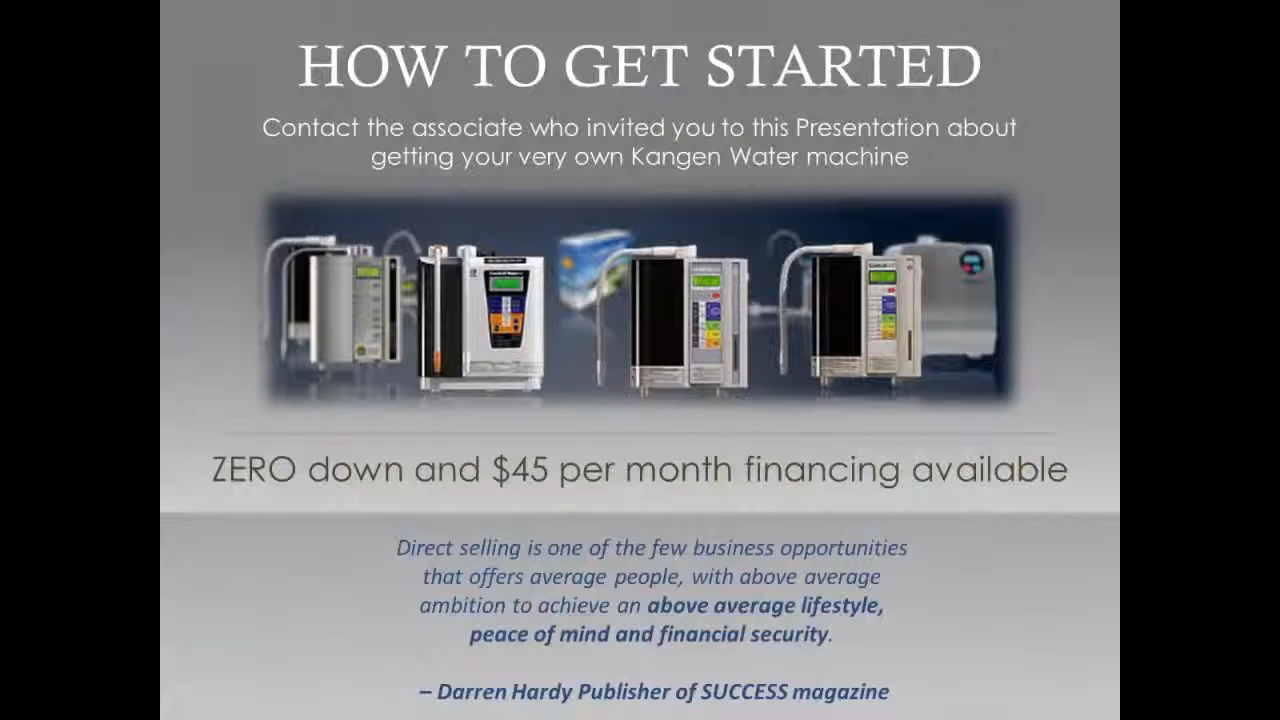 HOW TO GET STARTED
Contact the associate who invited you to this Presentation about
getting your very own Kangen Water machine
ZERO down and $45 per month financing available
Direct selling is one of the few business opportunities
that offers average people, with above average
ambition to achieve an above average lifestyle,
peace of mind and financial security.
– Darren Hardy Publisher of SUCCESS magazine